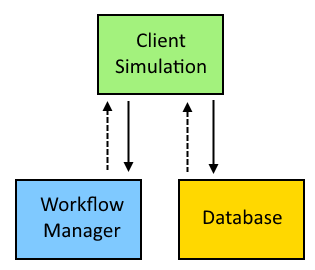 Client
Simulation
Workflow
Manager
Database